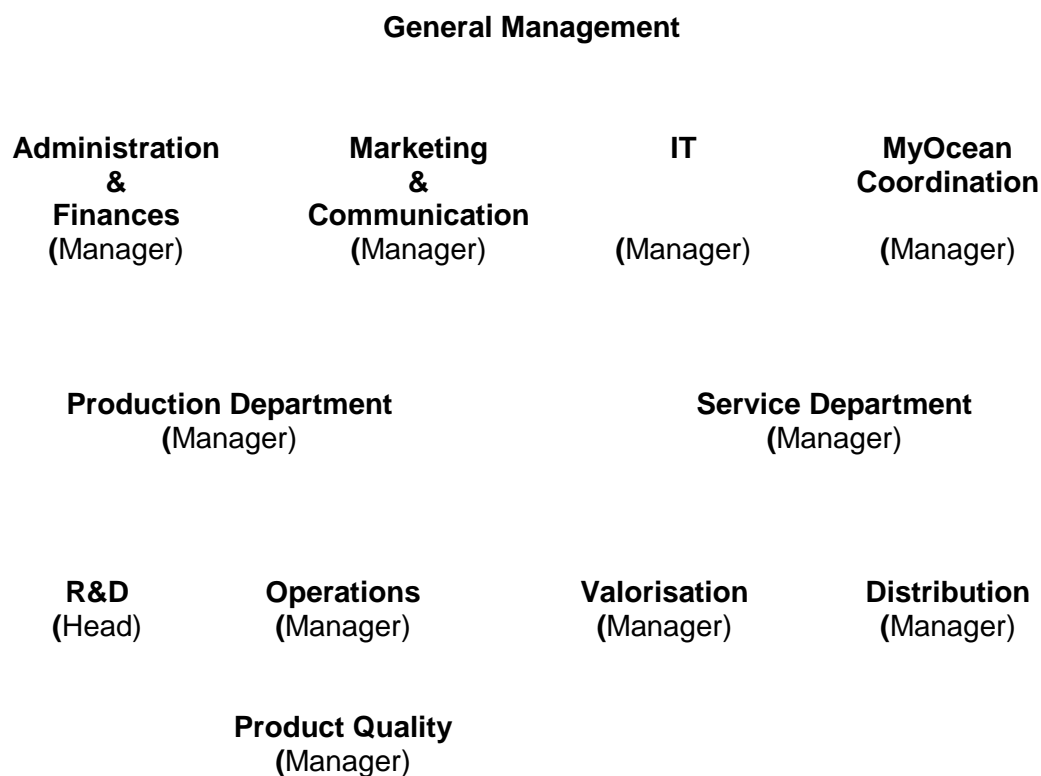 General Management
Administration
&
Finances
(Manager)
Marketing
&
Communication
(Manager)
IT
(Manager)
MyOcean
Coordination
(Manager)
Production Department
(Manager)
Service Department
(Manager)
R&D
(Head)
Operations
(Manager)
Valorisation
(Manager)
Distribution
(Manager)
Product Quality
(Manager)